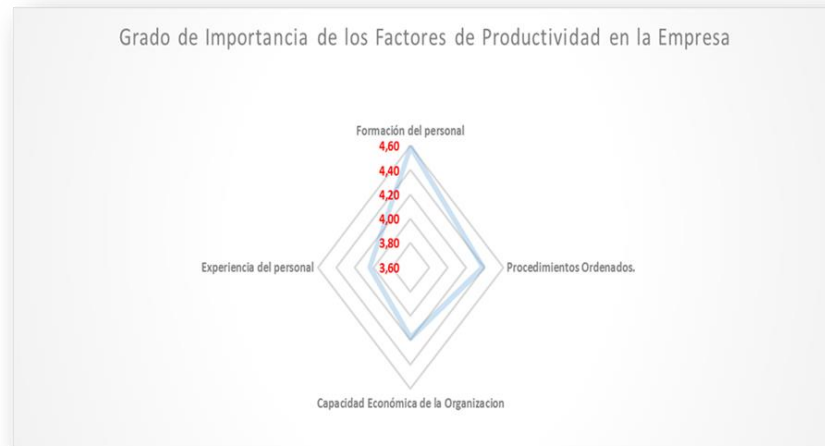 Grado de Importancia de los Factores de Productividad en la Empresa
Formación del personal
4,60
4,40
4,20
4,00
3,80
Experiencia del personal
3,60
Procedimientos Ordenados.
Capacidad Económica de la Organizacion